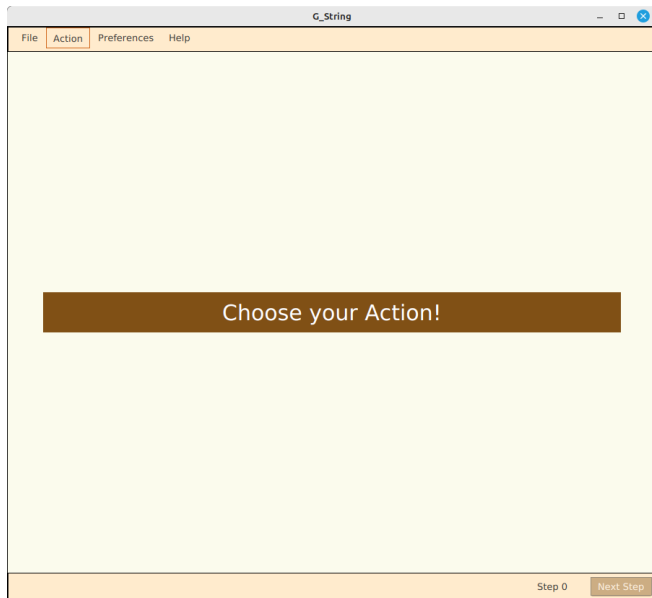 G_String
File Action Preferences Help
Choose your Action!
Step 0 Next Step